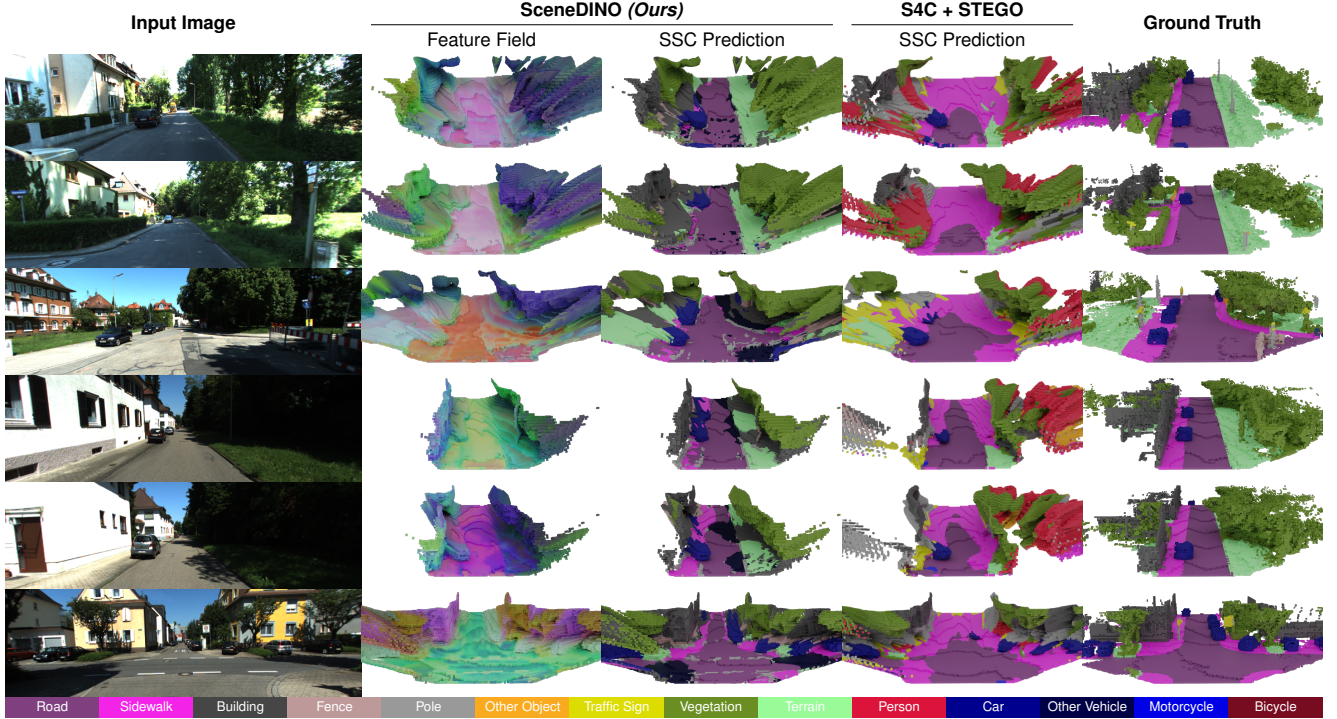 Input Image
SceneDINO (Ours)
S4C + STEGO
Ground Truth
Feature Field
SSC Prediction
SSC Prediction
Road
Sidewalk
Building
Fence
Pole
Other Object
Traffic Sign
Vegetation
Terrain
Person
Car
Other Vehicle
Motorcycle
Bicycle